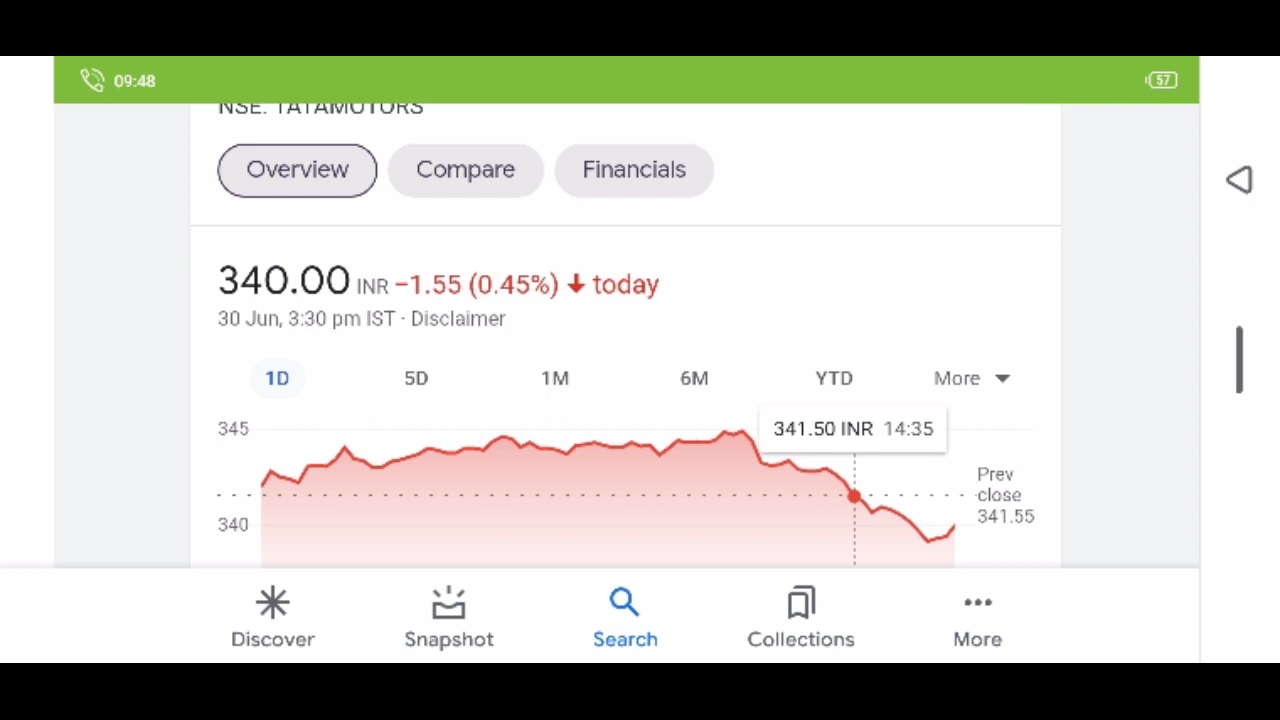 09:48
57
NSE: TATAMOTORS
Overview Compare Financials
340.00 INR −1.55 (0.45%) today
30 Jun, 3:30 pm IST · Disclaimer
1D 5D 1M 6M YTD More
345
341.50 INR 14:35
Prev
close
341.55
340
Discover Snapshot Search Collections More